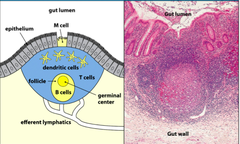 gut lumen
M cell
epithelium
dendritic cells
follicle
T cells
B cells
germinal
center
efferent lymphatics
Gut lumen
Gut wall